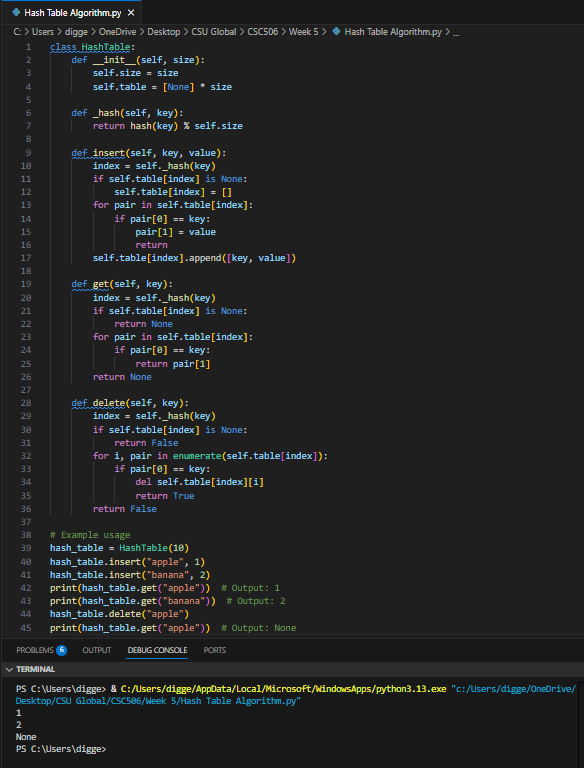 Hash Table Algorithm.py ×
C: > Users > digge > OneDrive > Desktop > CSU Global > CSC506 > Week 5 > Hash Table Algorithm.py > ...
1 class HashTable:
2     def __init__(self, size):
3         self.size = size
4         self.table = [None] * size
5
6     def _hash(self, key):
7         return hash(key) % self.size
8
9     def insert(self, key, value):
10         index = self._hash(key)
11         if self.table[index] is None:
12             self.table[index] = []
13         for pair in self.table[index]:
14             if pair[0] == key:
15                 pair[1] = value
16                 return
17         self.table[index].append([key, value])
18
19     def get(self, key):
20         index = self._hash(key)
21         if self.table[index] is None:
22             return None
23         for pair in self.table[index]:
24             if pair[0] == key:
25                 return pair[1]
26         return None
27
28     def delete(self, key):
29         index = self._hash(key)
30         if self.table[index] is None:
31             return False
32         for i, pair in enumerate(self.table[index]):
33             if pair[0] == key:
34                 del self.table[index][i]
35                 return True
36         return False
37
38 # Example usage
39 hash_table = HashTable(10)
40 hash_table.insert("apple", 1)
41 hash_table.insert("banana", 2)
42 print(hash_table.get("apple"))  # Output: 1
43 print(hash_table.get("banana"))  # Output: 2
44 hash_table.delete("apple")
45 print(hash_table.get("apple"))  # Output: None
PROBLEMS 6 OUTPUT DEBUG CONSOLE PORTS
TERMINAL
PS C:\Users\digge> & C:/Users/digge/AppData/Local/Microsoft/WindowsApps/python3.13.exe "c:/Users/digge/OneDrive/
Desktop/CSU Global/CSC506/Week 5/Hash Table Algorithm.py"
1
2
None
PS C:\Users\digge>